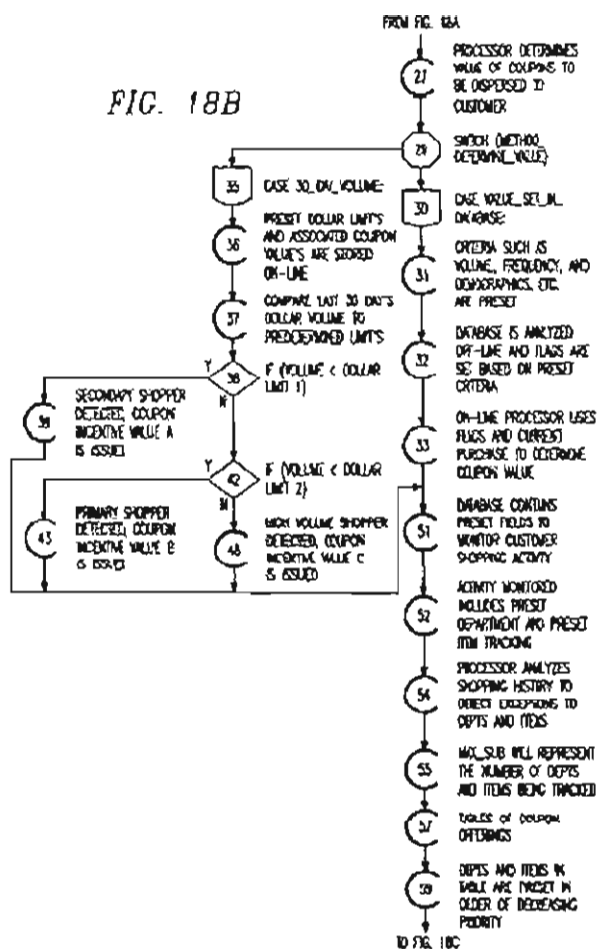 FROM FIG. 18A
FIG. 18B
27
PROCESSOR DETERMINES
VALUE OF COUPONS TO
BE DISPERSED TO
CUSTOMER
29
SWITCH (METHOD_
DETERMINE_VALUE)
35
CASE 30_DAY_VOLUME:
36
PRESET DOLLAR LIMIT'S
AND ASSOCIATED COUPON
VALUE'S ARE STORED
ON-LINE
37
COMPARE LAST 30 DAY'S
DOLLAR VOLUME TO
PREDETERMINED LIMIT'S
38
IF (VOLUME < DOLLAR
LIMIT 1)
Y
N
SECONDARY SHOPPER
DETECTED, COUPON
INCENTIVE VALUE A
IS ISSUED
42
IF (VOLUME < DOLLAR
LIMIT 2)
Y
N
43
PRIMARY SHOPPER
DETECTED, COUPON
INCENTIVE VALUE B
IS ISSUED
48
HIGH VOLUME SHOPPER
DETECTED, COUPON
INCENTIVE VALUE C
IS ISSUED
30
CASE VALUE_SET_IN_
DATABASE:
31
CRITERIA SUCH AS
VOLUME, FREQUENCY, AND
DEMOGRAPHICS, ETC.
ARE PRESET
32
DATABASE IS ANALYZED
OFF-LINE AND FLAGS ARE
SET BASED ON PRESET
CRITERIA
33
ON-LINE PROCESSOR USES
FLAGS AND CURRENT
PURCHASE TO DETERMINE
COUPON VALUE
51
DATABASE CONTAINS
PRESET FIELDS TO
MONITOR CUSTOMER
SHOPPING ACTIVITY
52
ACTIVITY MONITORED
INCLUDES PRESET
DEPARTMENT AND PRESET
ITEM TRACKING
54
PROCESSOR ANALYZES
SHOPPING HISTORY TO
DETECT EXCEPTIONS TO
DEPTS AND ITEMS
55
MAX_SUB WILL REPRESENT
THE NUMBER OF DEPTS
AND ITEMS BEING TRACKED
57
TABLES OF COUPON
OFFERINGS
DEPTS AND ITEMS IN
TABLE ARE PRESET IN
ORDER OF DECREASING
PRIORITY
TO FIG. 18C